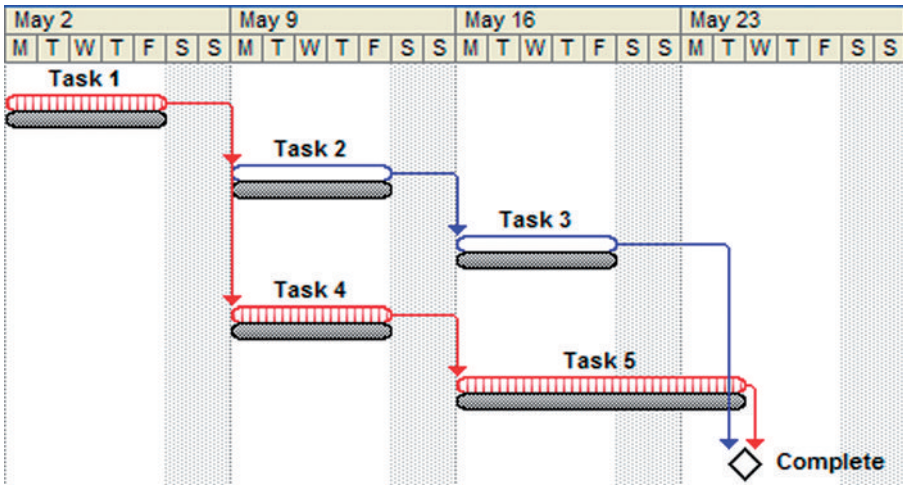 May 2 May 9 May 16 May 23
M T W T F S S M T W T F S S M T W T F S S M T W T F S S
Task 1
Task 2
Task 3
Task 4
Task 5
Complete